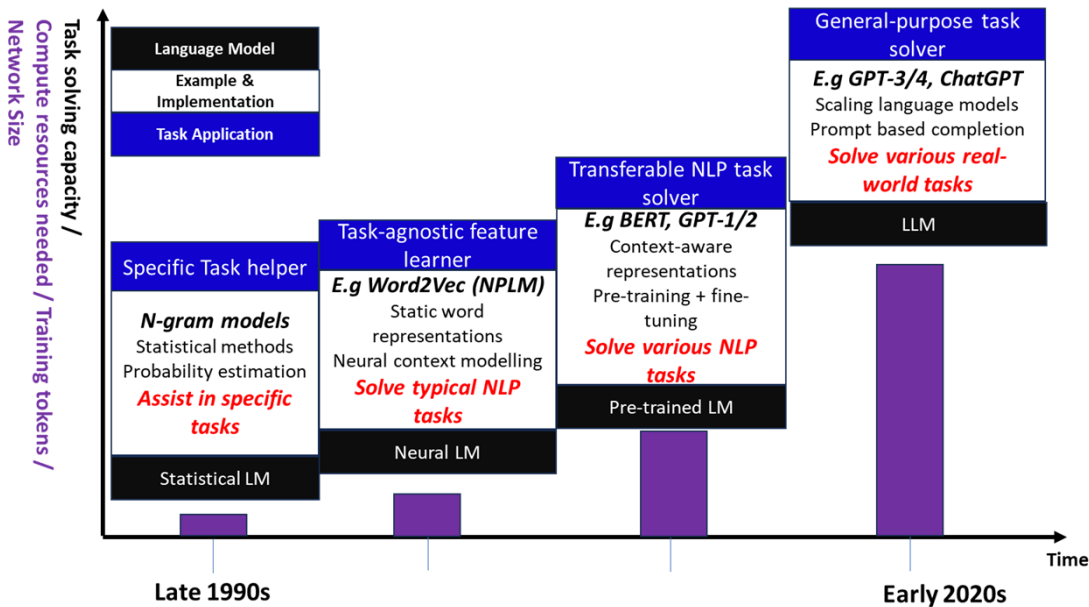 Task solving capacity /
Compute resources needed / Training tokens /
Network Size
Language Model
Example &
Implementation
Task Application
Specific Task helper
N-gram models
Statistical methods
Probability estimation
Assist in specific
tasks
Statistical LM
Task-agnostic feature
learner
E.g Word2Vec (NPLM)
Static word
representations
Neural context modelling
Solve typical NLP
tasks
Neural LM
Transferable NLP task
solver
E.g BERT, GPT-1/2
Context-aware
representations
Pre-training + fine-
tuning
Solve various NLP
tasks
Pre-trained LM
General-purpose task
solver
E.g GPT-3/4, ChatGPT
Scaling language models
Prompt based completion
Solve various real-
world tasks
LLM
Time
Late 1990s
Early 2020s